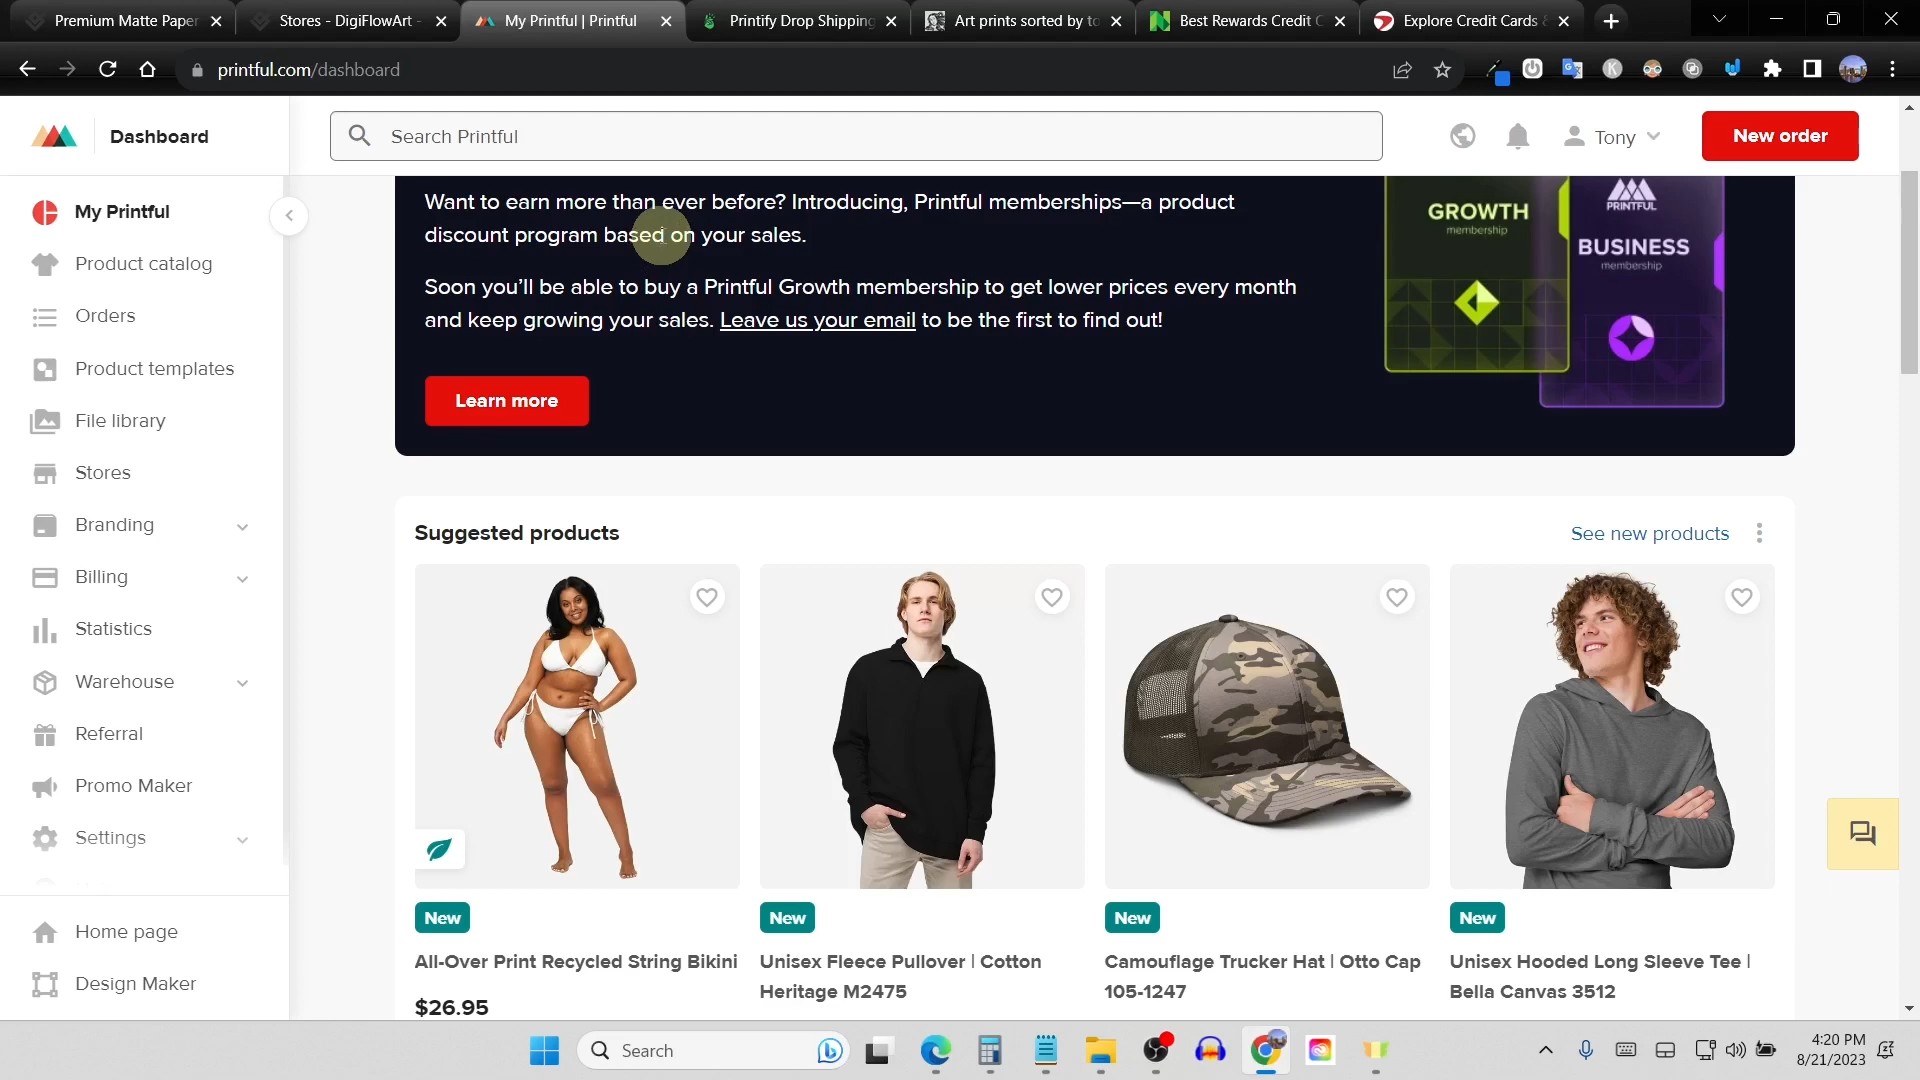 Premium Matte Paper
Stores - DigiFlowArt -
My Printful | Printful
Printify Drop Shipping
Art prints sorted by to
Best Rewards Credit C
Explore Credit Cards &
printful.com/dashboard
Dashboard
Search Printful
Tony
New order
My Printful
Product catalog
Orders
Product templates
File library
Stores
Branding
Billing
Statistics
Warehouse
Referral
Promo Maker
Settings
Home page
Design Maker
Want to earn more than ever before? Introducing, Printful memberships—a product
discount program based on your sales.
Soon you'll be able to buy a Printful Growth membership to get lower prices every month
and keep growing your sales. Leave us your email to be the first to find out!
Learn more
GROWTH
membership
PRINTFUL
BUSINESS
membership
Suggested products
See new products
New
New
New
New
All-Over Print Recycled String Bikini
$26.95
Unisex Fleece Pullover | Cotton
Heritage M2475
Camouflage Trucker Hat | Otto Cap
105-1247
Unisex Hooded Long Sleeve Tee |
Bella Canvas 3512
Search
4:20 PM
8/21/2023